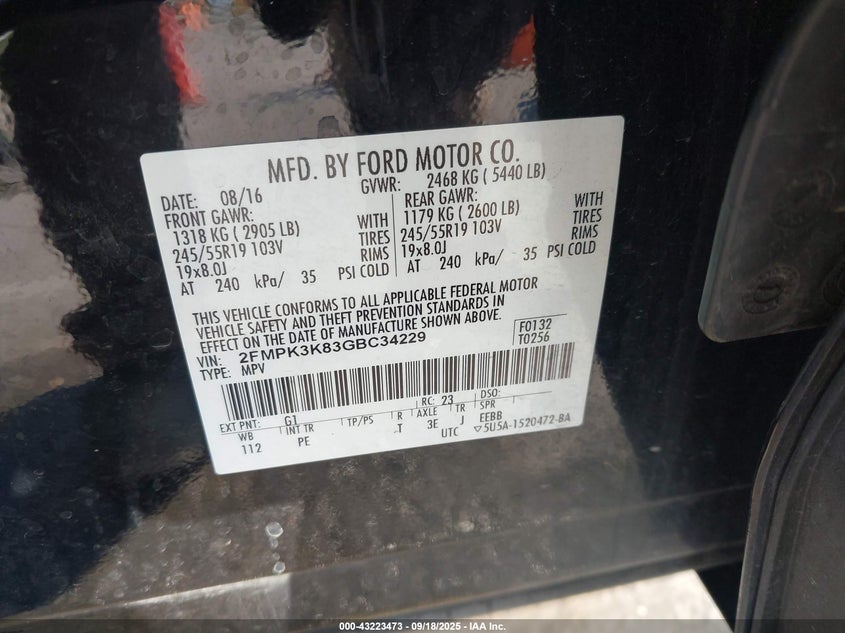 MFD. BY FORD MOTOR CO.
DATE: 08/16 GVWR: 2468 KG ( 5440 LB)
FRONT GAWR: REAR GAWR:
1318 KG ( 2905 LB) WITH 1179 KG ( 2600 LB) WITH
245/55R19 103V TIRES 245/55R19 103V TIRES
19x8.0J RIMS 19x8.0J RIMS
AT 240 kPa/ 35 PSI COLD AT 240 kPa/ 35 PSI COLD
THIS VEHICLE CONFORMS TO ALL APPLICABLE FEDERAL MOTOR
VEHICLE SAFETY AND THEFT PREVENTION STANDARDS IN
EFFECT ON THE DATE OF MANUFACTURE SHOWN ABOVE.
VIN: 2FMPK3K83GBC34229 F0132
TYPE: MPV T0256
EXT PNT: G1 RC: 23 DSO:
WB INT TR TP/PS R AXLE TR SPR
112 PE T 3E J EEBB
UTC ▽5U5A-1520472-BA
000-43223473 - 09/18/2025 - IAA Inc.